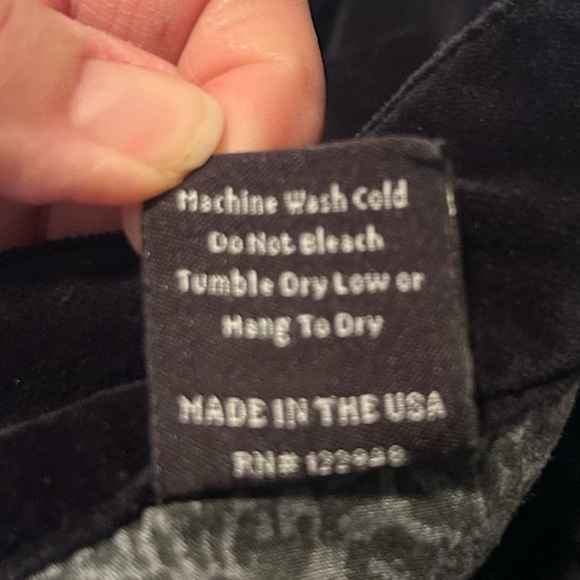 Machine Wash Cold
Do Not Bleach
Tumble Dry Low or
Hang To Dry
MADE IN THE USA
RN#